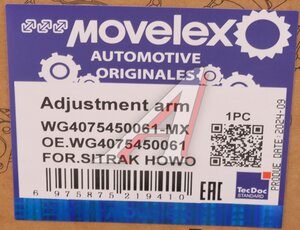 MOVELEX
AUTOMOTIVE
ORIGINALES
Adjustment arm
WG4075450061-MX
OE.WG4075450061
FOR.SITRAK HOWO
1PC
PRODUE DATE 2024-09
6 975875 219410
EAC
TecDoc
STANDARD